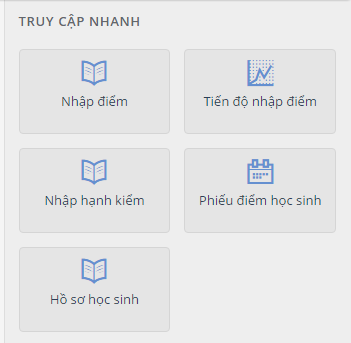 TRUY CẬP NHANH
Nhập điểm
Tiến độ nhập điểm
Nhập hạnh kiểm
Phiếu điểm học sinh
Hồ sơ học sinh